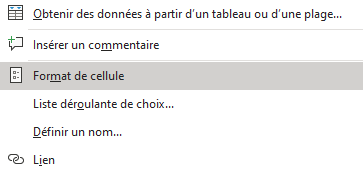 Obtenir des données à partir d'un tableau ou d'une plage...
Insérer un commentaire
Format de cellule
Liste déroulante de choix...
Définir un nom...
Lien